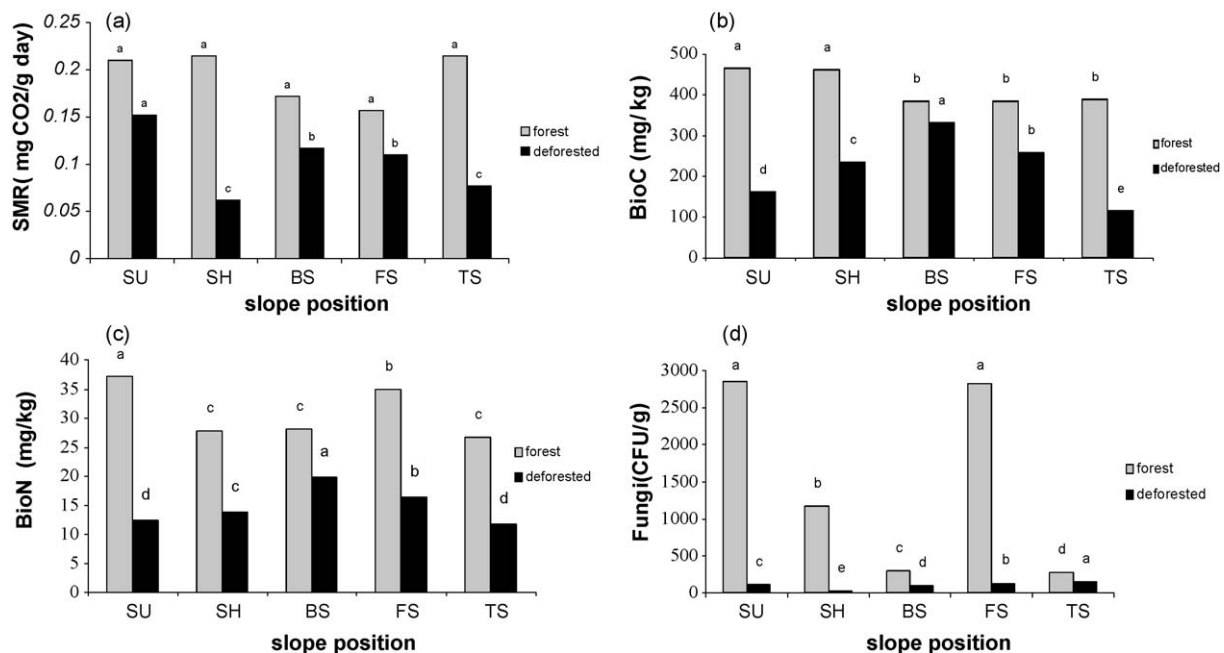 (a)
0.25
0.2
0.15
0.1
0.05
0
SMR( mg CO2/g day)
a a a a a
a c b b c
SU SH BS FS TS
slope position
forest
deforested
(b)
500
400
300
200
100
0
BioC (mg/kg)
a a b b b
d c a b e
SU SH BS FS TS
slope position
forest
deforested
(c)
40
35
30
25
20
15
10
5
0
BioN (mg/kg)
a c c b c
d c a b d
SU SH BS FS TS
slope position
forest
deforested
(d)
3000
2500
2000
1500
1000
500
0
Fungi(CFU/g)
a b c a d
c e d b a
SU SH BS FS TS
slope position
forest
deforested